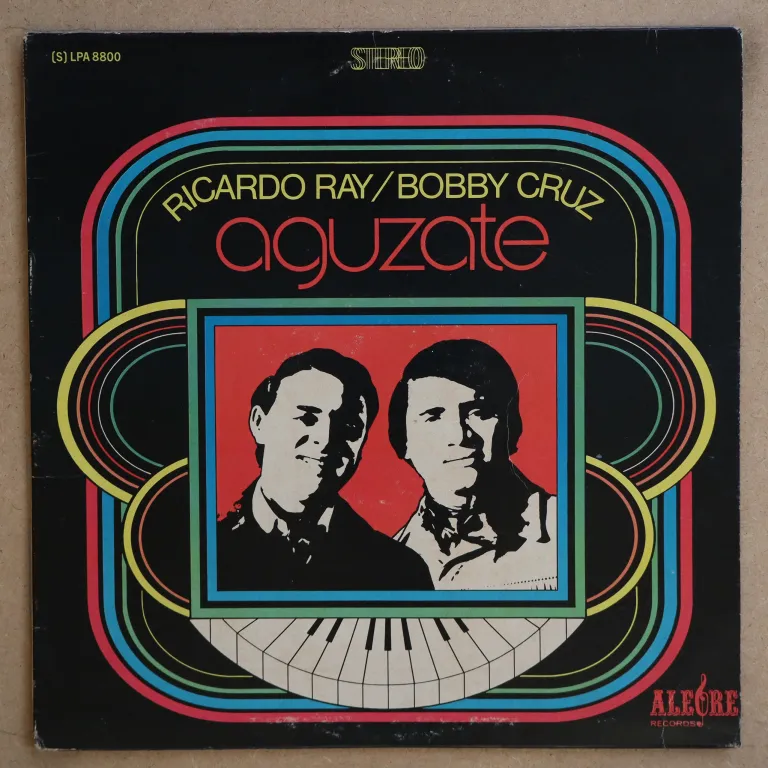 (S) LPA 8800
STEREO
RICARDO RAY/BOBBY CRUZ
aguzate
ALEGRE
RECORDS